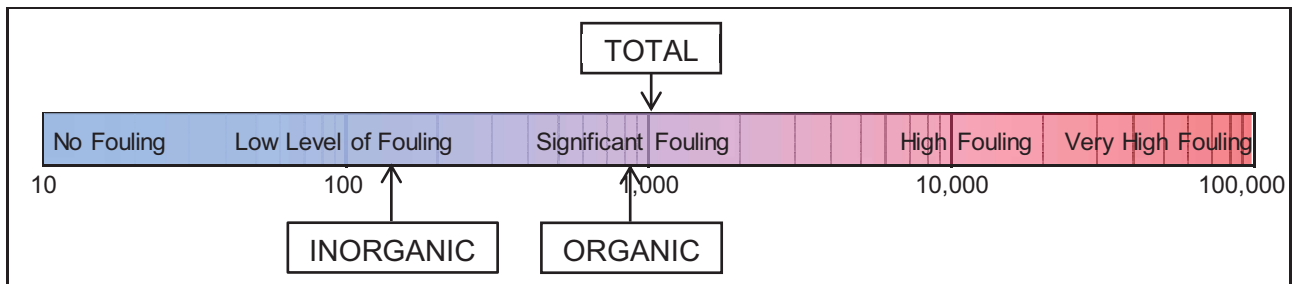 TOTAL
No Fouling Low Level of Fouling Significant Fouling High Fouling Very High Fouling
10 100 1,000 10,000 100,000
INORGANIC ORGANIC